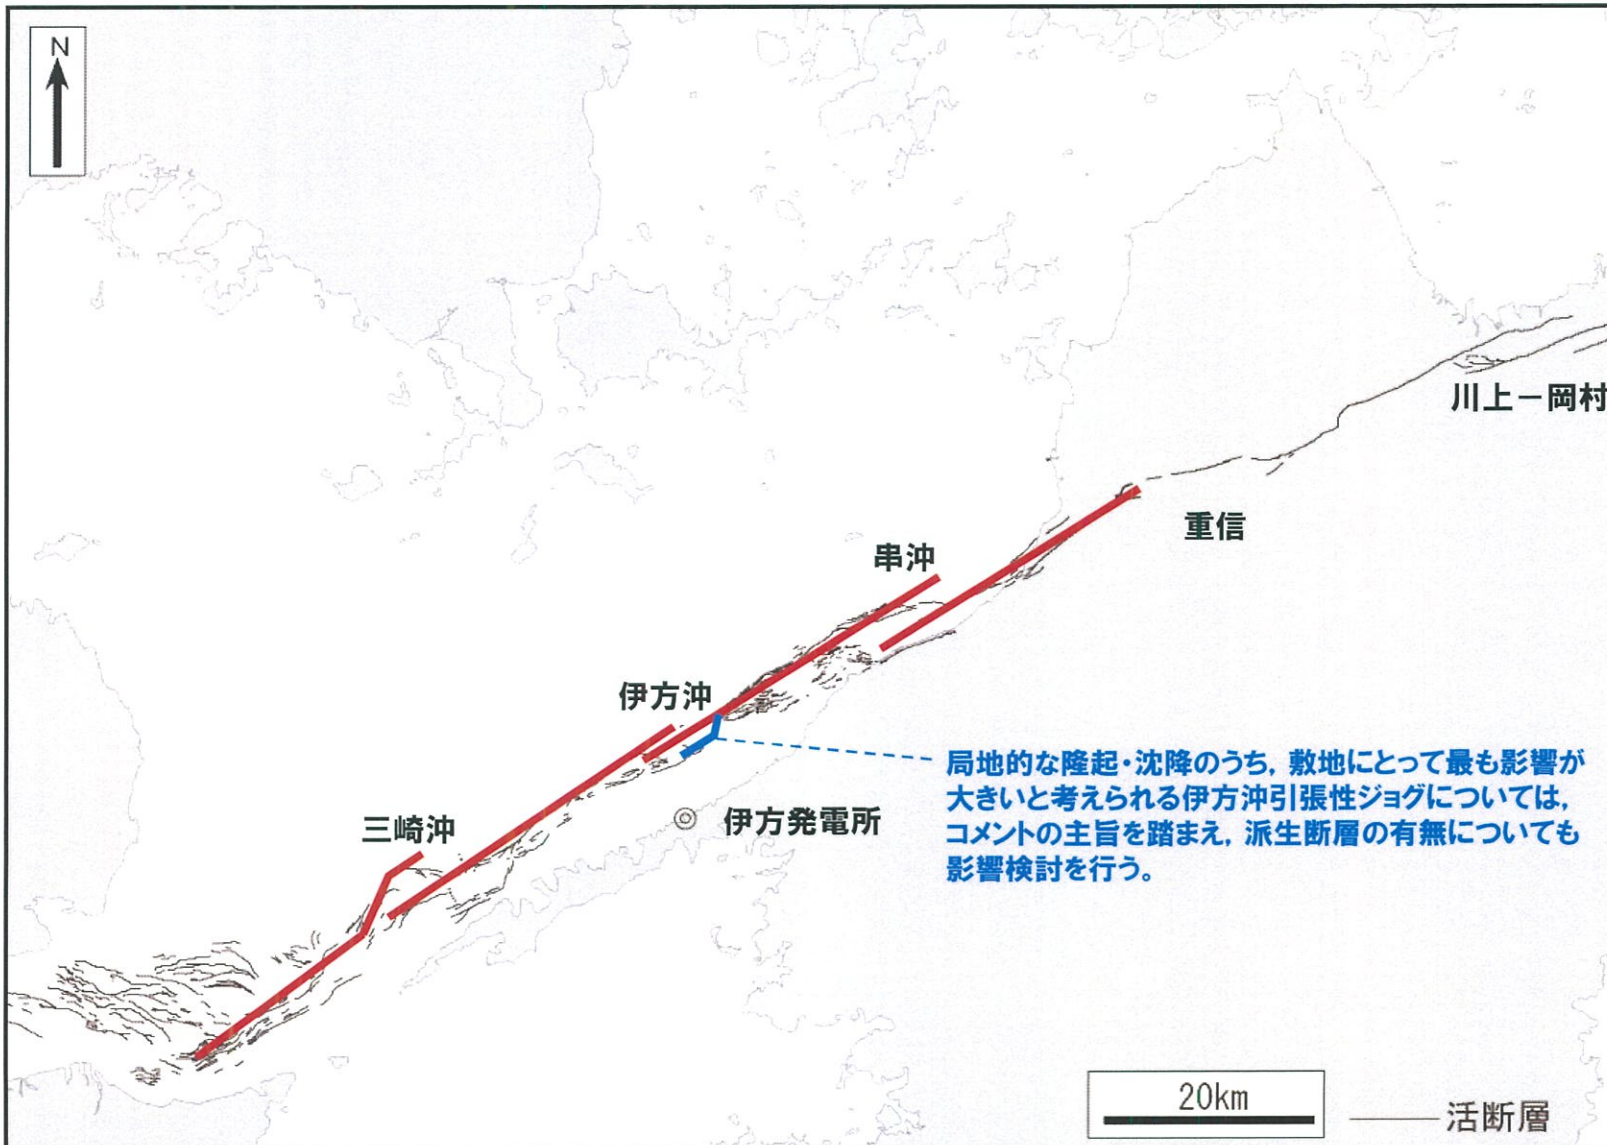 N
川上－岡村
重信
串沖
伊方沖
局地的な隆起・沈降のうち，敷地にとって最も影響が
大きいと考えられる伊方沖引張性ジョグについては，
コメントの主旨を踏まえ，派生断層の有無についても
影響検討を行う。
伊方発電所
三崎沖
20km
活断層